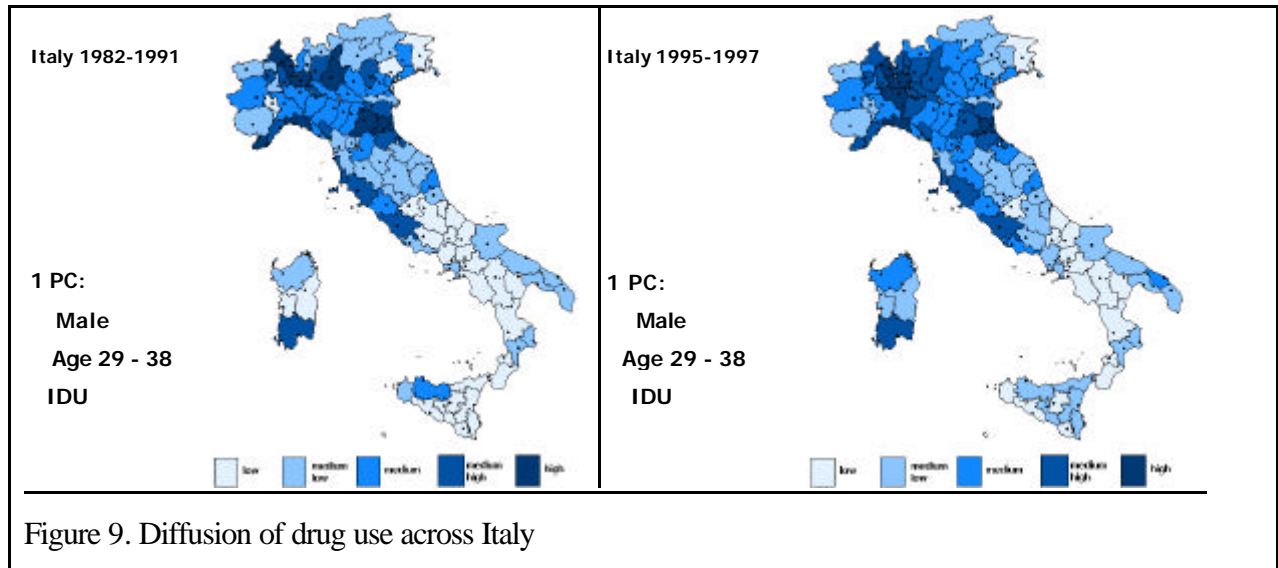 Italy 1982-1991
1 PC:
Male
Age 29 - 38
IDU
low
medium
low
medium
medium
high
high
Italy 1995-1997
1 PC:
Male
Age 29 - 38
IDU
low
medium
low
medium
medium
high
high
Figure 9. Diffusion of drug use across Italy